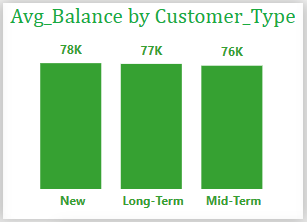 Avg_Balance by Customer_Type
78K 77K 76K
New Long-Term Mid-Term